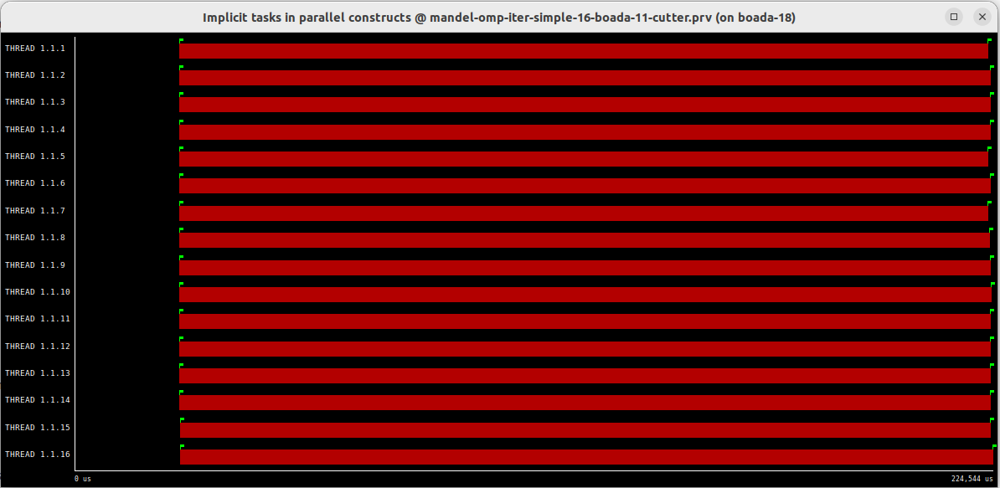 Implicit tasks in parallel constructs @ mandel-omp-iter-simple-16-boada-11-cutter.prv (on boada-18)
THREAD 1.1.1
THREAD 1.1.2
THREAD 1.1.3
THREAD 1.1.4
THREAD 1.1.5
THREAD 1.1.6
THREAD 1.1.7
THREAD 1.1.8
THREAD 1.1.9
THREAD 1.1.10
THREAD 1.1.11
THREAD 1.1.12
THREAD 1.1.13
THREAD 1.1.14
THREAD 1.1.15
THREAD 1.1.16
0 us 224,544 us